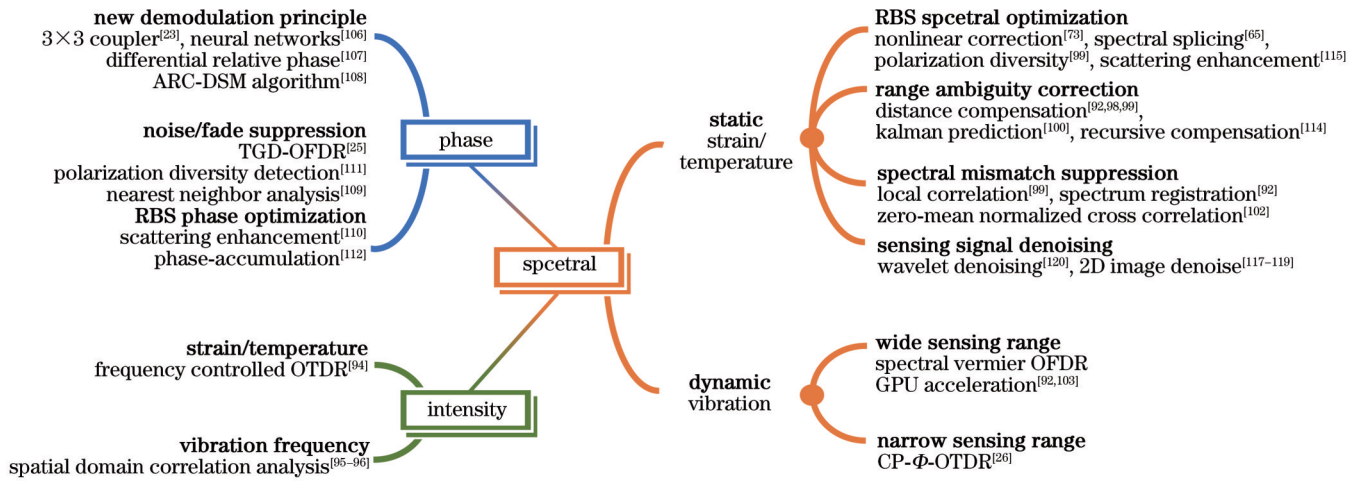 new demodulation principle
3×3 coupler[23], neural networks[106]
differential relative phase[107]
ARC-DSM algorithm[108]
phase
noise/fade suppression
TGD-OFDR[25]
polarization diversity detection[111]
nearest neighbor analysis[109]
RBS phase optimization
scattering enhancement[110]
phase-accumulation[112]
spcetral
strain/temperature
frequency controlled OTDR[94]
intensity
vibration frequency
spatial domain correlation analysis[95–96]
static
strain/
temperature
RBS spcetral optimization
nonlinear correction[73], spectral splicing[65],
polarization diversity[99], scattering enhancement[115]
range ambiguity correction
distance compensation[92,98,99],
kalman prediction[100], recursive compensation[114]
spectral mismatch suppression
local correlation[99], spectrum registration[92]
zero-mean normalized cross correlation[102]
sensing signal denoising
wavelet denoising[120], 2D image denoise[117–119]
dynamic
vibration
wide sensing range
spectral vermier OFDR
GPU acceleration[92,103]
narrow sensing range
CP-Φ-OTDR[26]